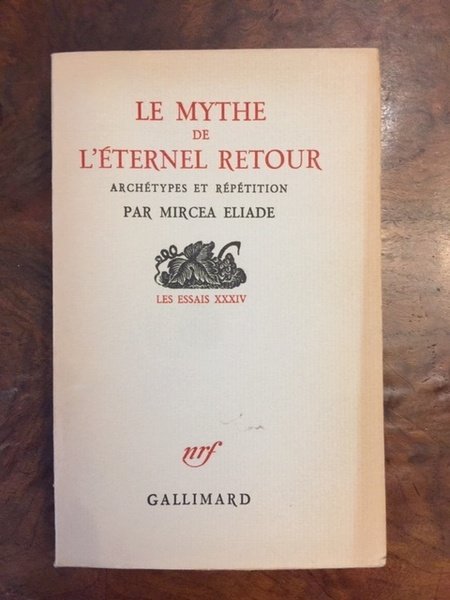 LE MYTHE
DE
L'ÉTERNEL RETOUR
ARCHÉTYPES ET RÉPÉTITION
PAR MIRCEA ELIADE
LES ESSAIS XXXIV
nrf
GALLIMARD